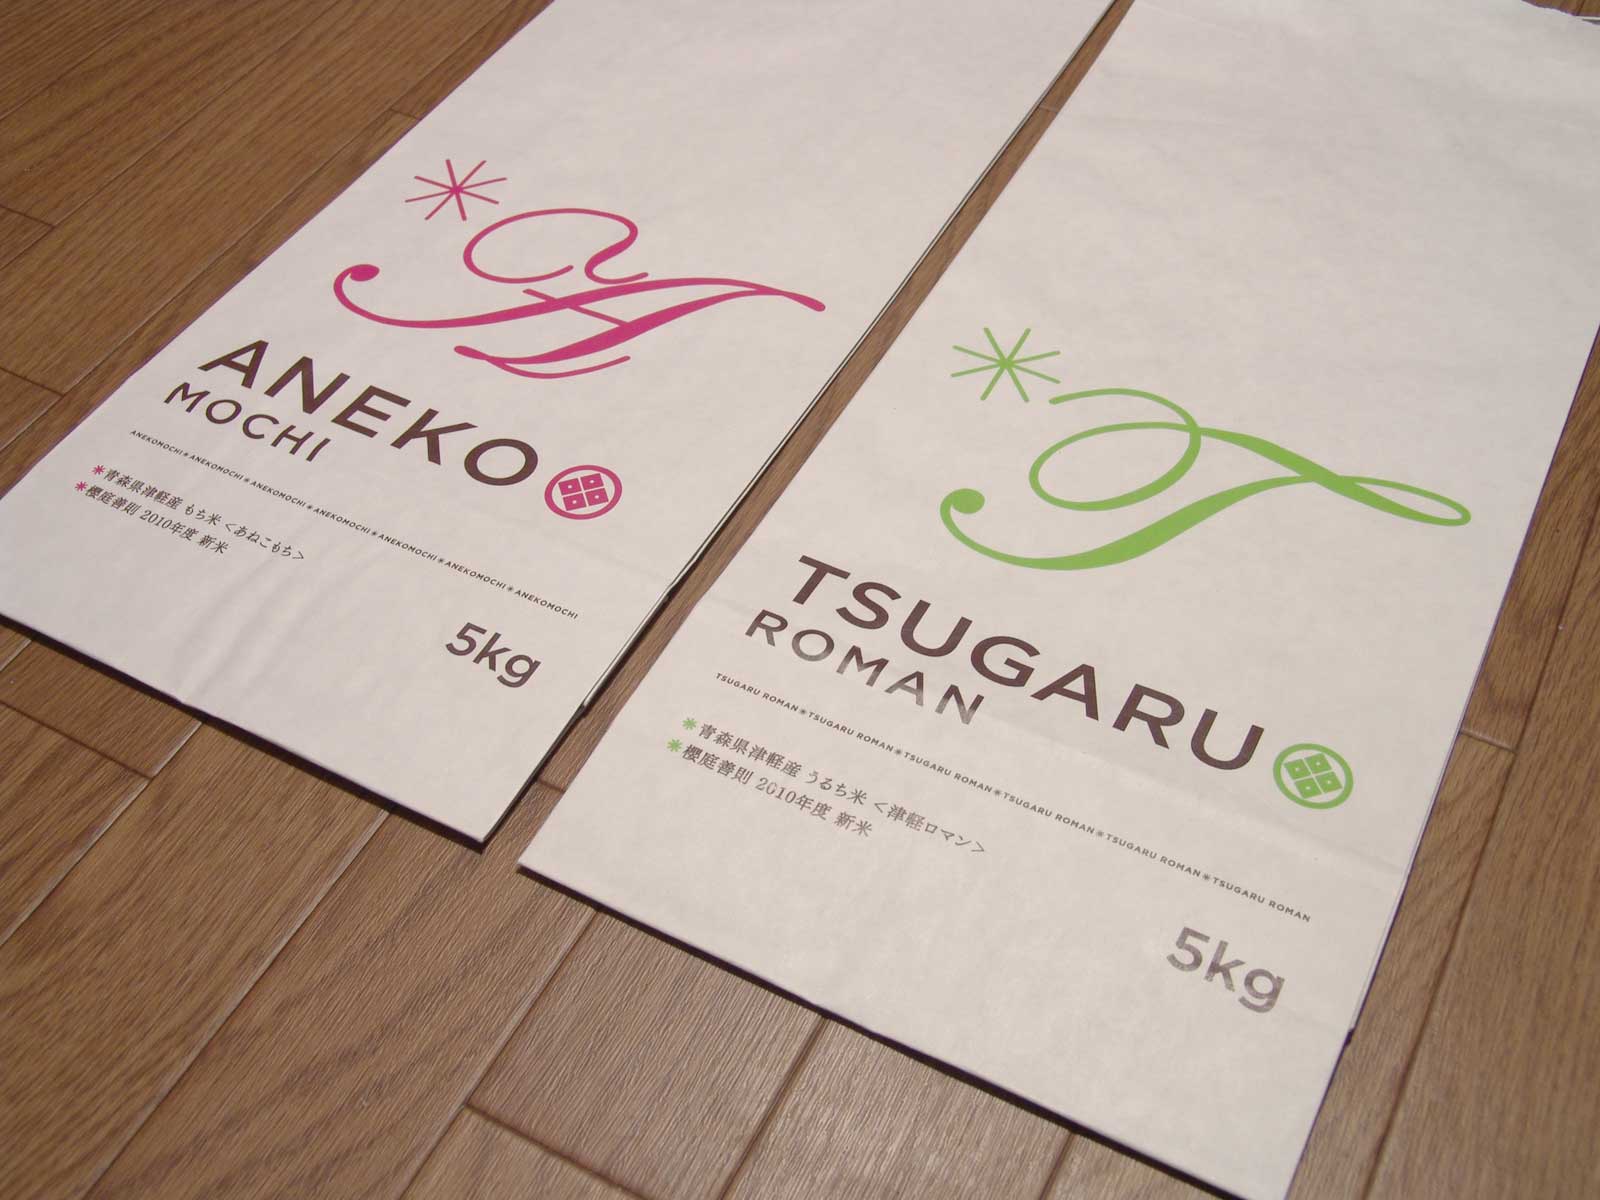 A
ANEKO
MOCHI
ANEKOMOCHI✳ANEKOMOCHI✳ANEKOMOCHI✳ANEKOMOCHI✳ANEKOMOCHI✳ANEKOMOCHI✳ANEKOMOCHI
✳青森県津軽産 もち米 <あねこもち>
✳櫻庭善則 2010年度 新米
5kg
T
TSUGARU
ROMAN
TSUGARU ROMAN✳TSUGARU ROMAN✳TSUGARU ROMAN✳TSUGARU ROMAN✳TSUGARU ROMAN✳TSUGARU ROMAN
✳青森県津軽産 うるち米 <津軽ロマン>
✳櫻庭善則 2010年度 新米
5kg